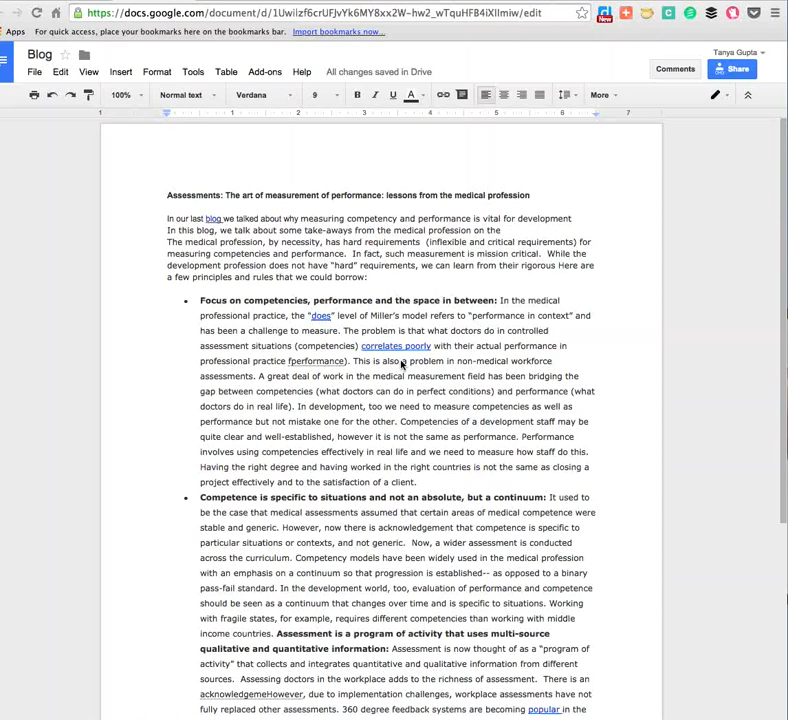 https://docs.google.com/document/d/1Uwiizf6crUFJvYk6MY8xx2W-hw2_wTquHFB4iXIImiw/edit
New
Apps For quick access, place your bookmarks here on the bookmarks bar. Import bookmarks now...
Blog
Tanya Gupta
File Edit View Insert Format Tools Table Add-ons Help All changes saved in Drive
Comments Share
100% Normal text Verdana 9 B I U A More
1 1 2 3 4 5 6 7
Assessments: The art of measurement of performance: lessons from the medical profession
In our last blog we talked about why measuring competency and performance is vital for development
In this blog, we talk about some take-aways from the medical profession on the
The medical profession, by necessity, has hard requirements (inflexible and critical requirements) for
measuring competencies and performance. In fact, such measurement is mission critical. While the
development profession does not have "hard" requirements, we can learn from their rigorous Here are
a few principles and rules that we could borrow:
• Focus on competencies, performance and the space in between: In the medical
professional practice, the "does" level of Miller's model refers to "performance in context" and
has been a challenge to measure. The problem is that what doctors do in controlled
assessment situations (competencies) correlates poorly with their actual performance in
professional practice fperformance). This is also a problem in non-medical workforce
assessments. A great deal of work in the medical measurement field has been bridging the
gap between competencies (what doctors can do in perfect conditions) and performance (what
doctors do in real life). In development, too we need to measure competencies as well as
performance but not mistake one for the other. Competencies of a development staff may be
quite clear and well-established, however it is not the same as performance. Performance
involves using competencies effectively in real life and we need to measure how staff do this.
Having the right degree and having worked in the right countries is not the same as closing a
project effectively and to the satisfaction of a client.
• Competence is specific to situations and not an absolute, but a continuum: It used to
be the case that medical assessments assumed that certain areas of medical competence were
stable and generic. However, now there is acknowledgement that competence is specific to
particular situations or contexts, and not generic. Now, a wider assessment is conducted
across the curriculum. Competency models have been widely used in the medical profession
with an emphasis on a continuum so that progression is established-- as opposed to a binary
pass-fail standard. In the development world, too, evaluation of performance and competence
should be seen as a continuum that changes over time and is specific to situations. Working
with fragile states, for example, requires different competencies than working with middle
income countries. Assessment is a program of activity that uses multi-source
qualitative and quantitative information: Assessment is now thought of as a "program of
activity" that collects and integrates quantitative and qualitative information from different
sources. Assessing doctors in the workplace adds to the richness of assessment. There is an
acknowledgemeHowever, due to implementation challenges, workplace assessments have not
fully replaced other assessments. 360 degree feedback systems are becoming popular in the